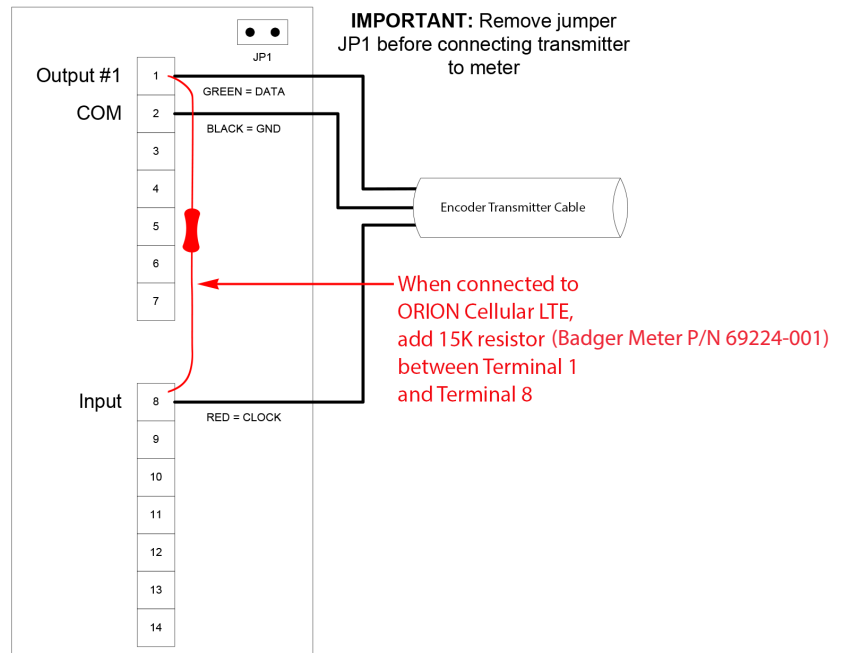 IMPORTANT: Remove jumper
JP1 before connecting transmitter
to meter
JP1
Output #1
1
GREEN = DATA
COM
2
BLACK = GND
3
4
5
6
7
Encoder Transmitter Cable
When connected to
ORION Cellular LTE,
add 15K resistor (Badger Meter P/N 69224-001)
between Terminal 1
and Terminal 8
Input
8
RED = CLOCK
9
10
11
12
13
14